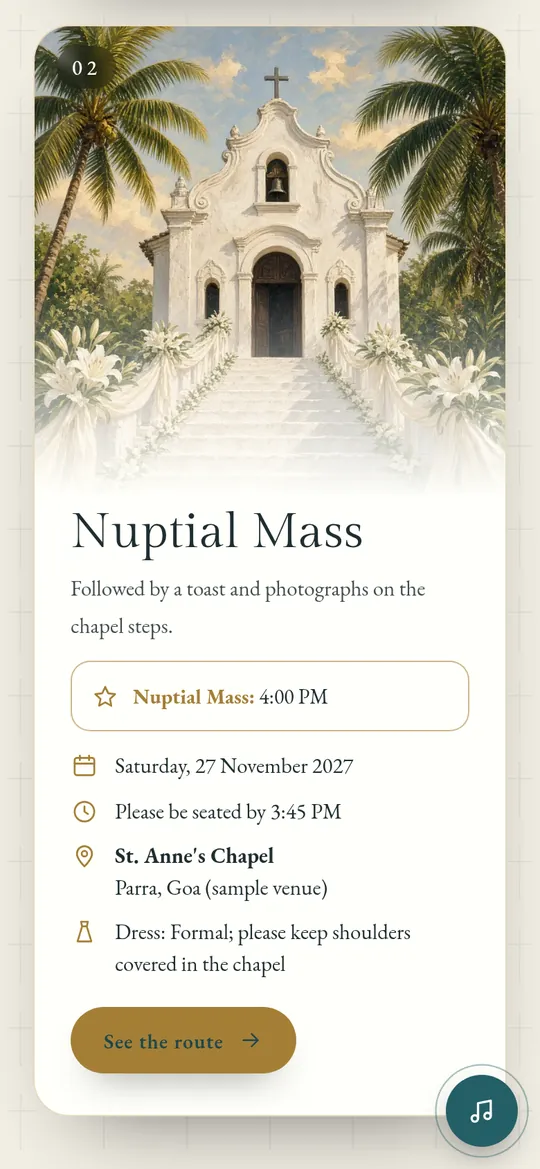 02
Nuptial Mass
Followed by a toast and photographs on the
chapel steps.
Nuptial Mass: 4:00 PM
Saturday, 27 November 2027
Please be seated by 3:45 PM
St. Anne's Chapel
Parra, Goa (sample venue)
Dress: Formal; please keep shoulders
covered in the chapel
See the route →